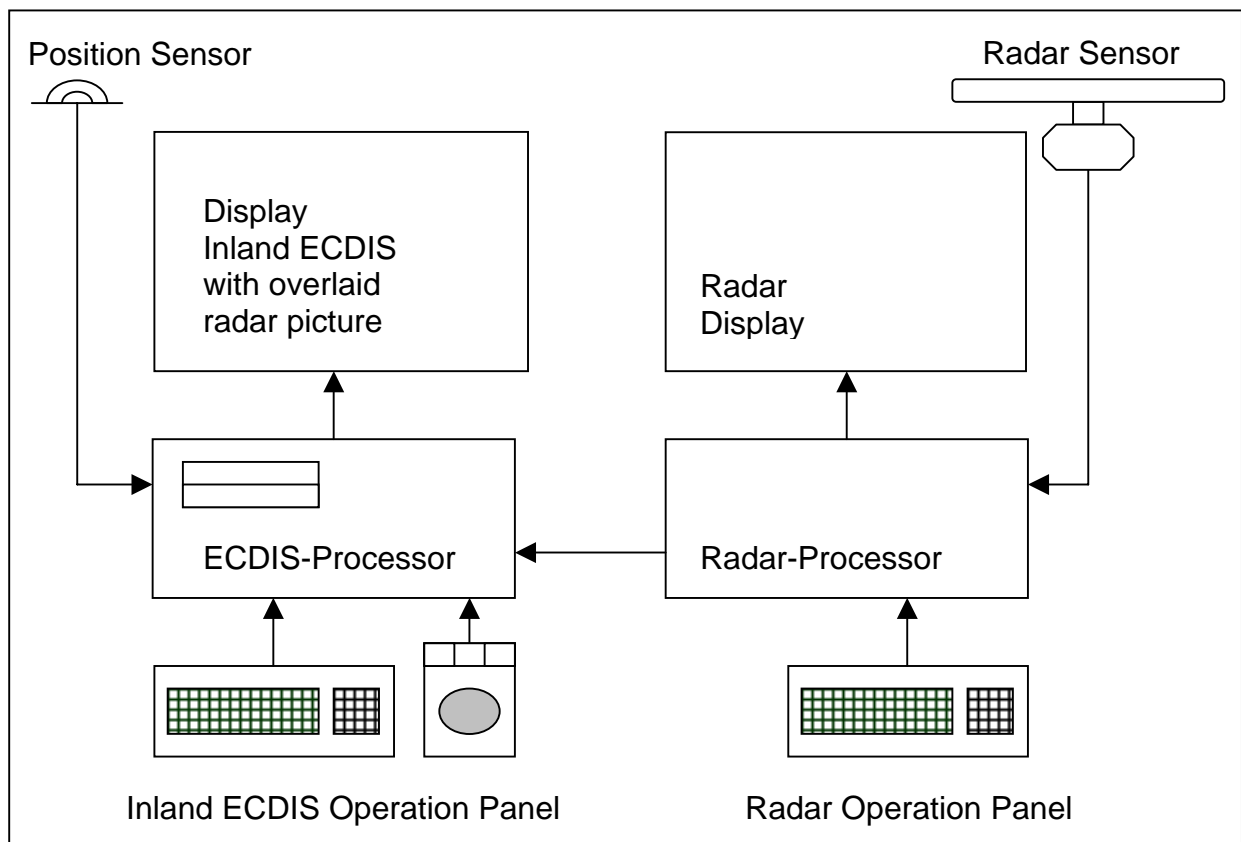 Position Sensor
Radar Sensor
Display
Inland ECDIS
with overlaid
radar picture
Radar
Display
ECDIS-Processor
Radar-Processor
Inland ECDIS Operation Panel
Radar Operation Panel